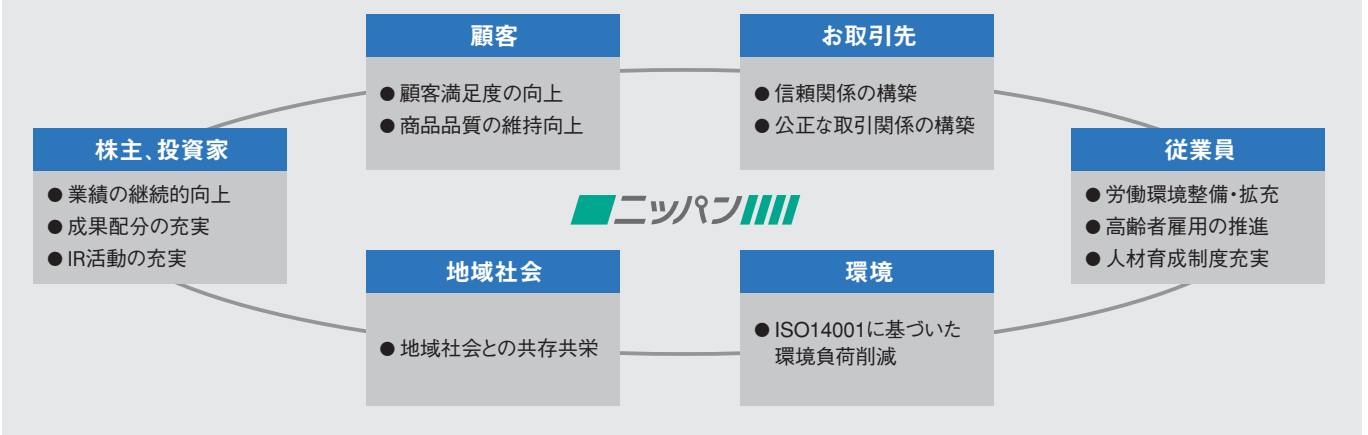 顧客
● 顧客満足度の向上
● 商品品質の維持向上
お取引先
● 信頼関係の構築
● 公正な取引関係の構築
株主、投資家
● 業績の継続的向上
● 成果配分の充実
● IR活動の充実
ニッパン
従業員
● 労働環境整備・拡充
● 高齢者雇用の推進
● 人材育成制度充実
地域社会
● 地域社会との共存共栄
環境
● ISO14001に基づいた
環境負荷削減